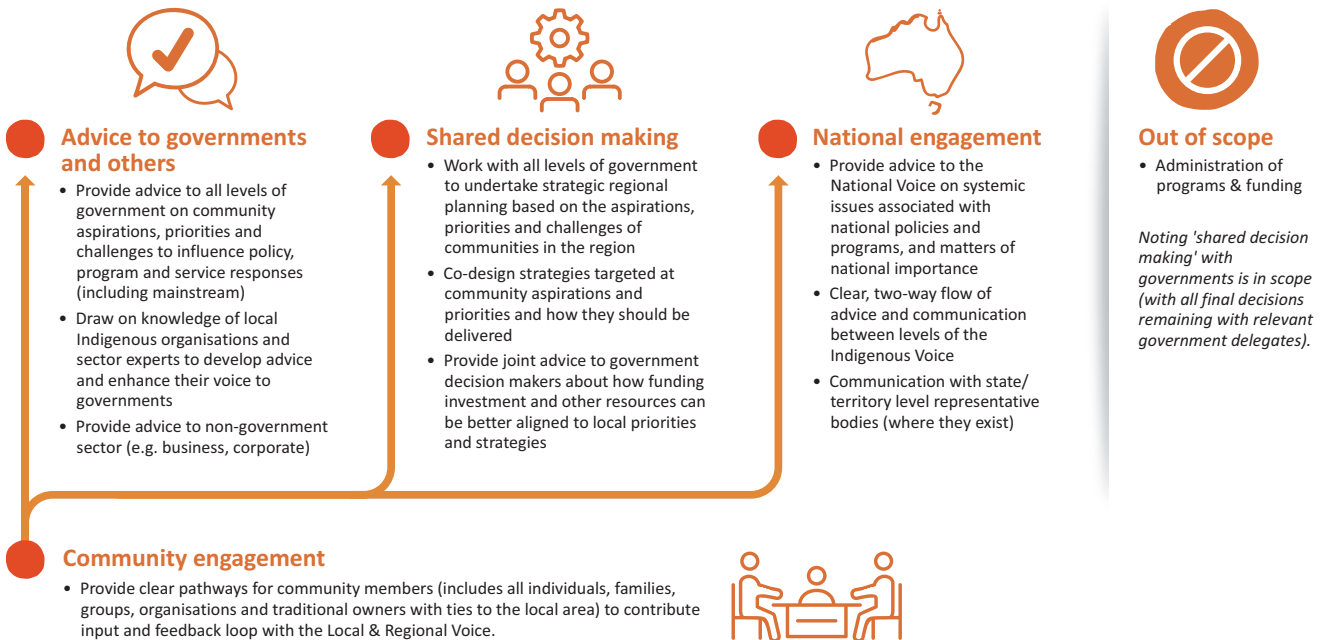 Advice to governments
and others
• Provide advice to all levels of
government on community
aspirations, priorities and
challenges to influence policy,
program and service responses
(including mainstream)
• Draw on knowledge of local
Indigenous organisations and
sector experts to develop advice
and enhance their voice to
governments
• Provide advice to non-government
sector (e.g. business, corporate)
Shared decision making
• Work with all levels of government
to undertake strategic regional
planning based on the aspirations,
priorities and challenges of
communities in the region
• Co-design strategies targeted at
community aspirations and
priorities and how they should be
delivered
• Provide joint advice to government
decision makers about how funding
investment and other resources can
be better aligned to local priorities
and strategies
National engagement
• Provide advice to the
National Voice on systemic
issues associated with
national policies and
programs, and matters of
national importance
• Clear, two-way flow of
advice and communication
between levels of the
Indigenous Voice
• Communication with state/
territory level representative
bodies (where they exist)
Out of scope
• Administration of
programs & funding
Noting 'shared decision
making' with
governments is in scope
(with all final decisions
remaining with relevant
government delegates).
Community engagement
• Provide clear pathways for community members (includes all individuals, families,
groups, organisations and traditional owners with ties to the local area) to contribute
input and feedback loop with the Local & Regional Voice.